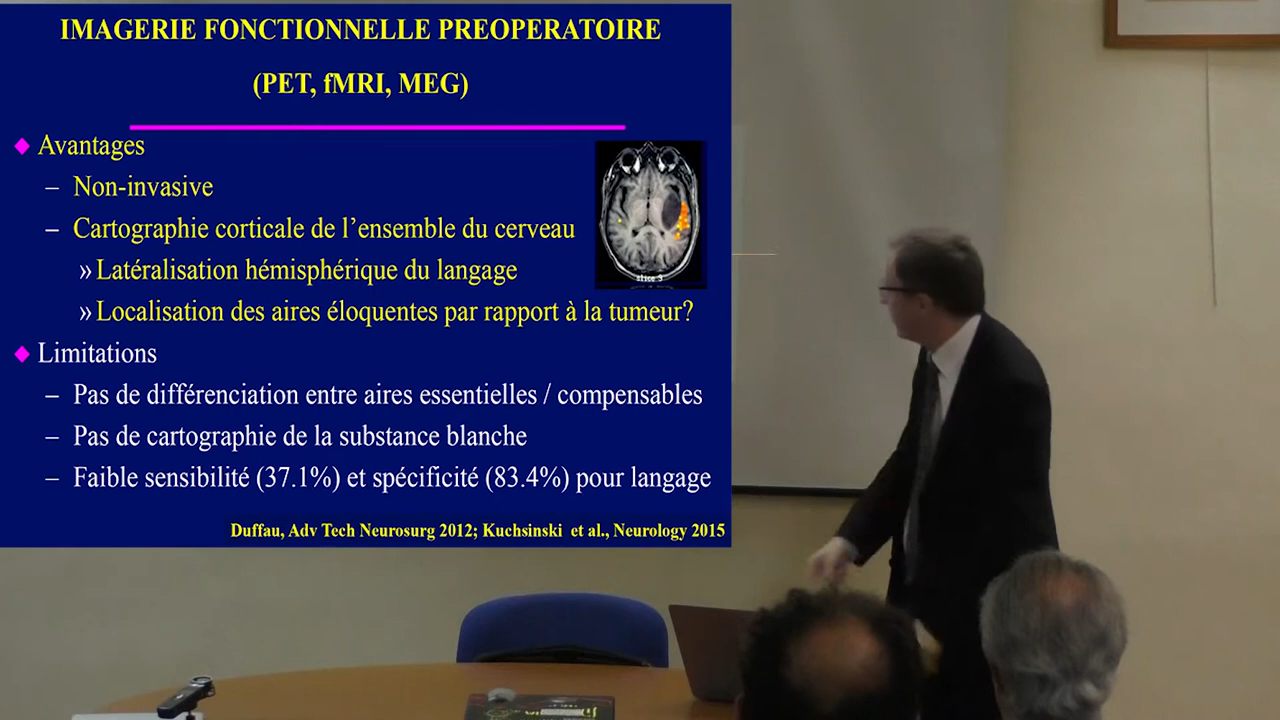 IMAGERIE FONCTIONNELLE PREOPERATOIRE
(PET, fMRI, MEG)
Avantages
– Non-invasive
– Cartographie corticale de l’ensemble du cerveau
» Latéralisation hémisphérique du langage
» Localisation des aires éloquentes par rapport à la tumeur?
Limitations
– Pas de différenciation entre aires essentielles / compensables
– Pas de cartographie de la substance blanche
– Faible sensibilité (37.1%) et spécificité (83.4%) pour langage
slice 3
Duffau, Adv Tech Neurosurg 2012; Kuchsinski et al., Neurology 2015